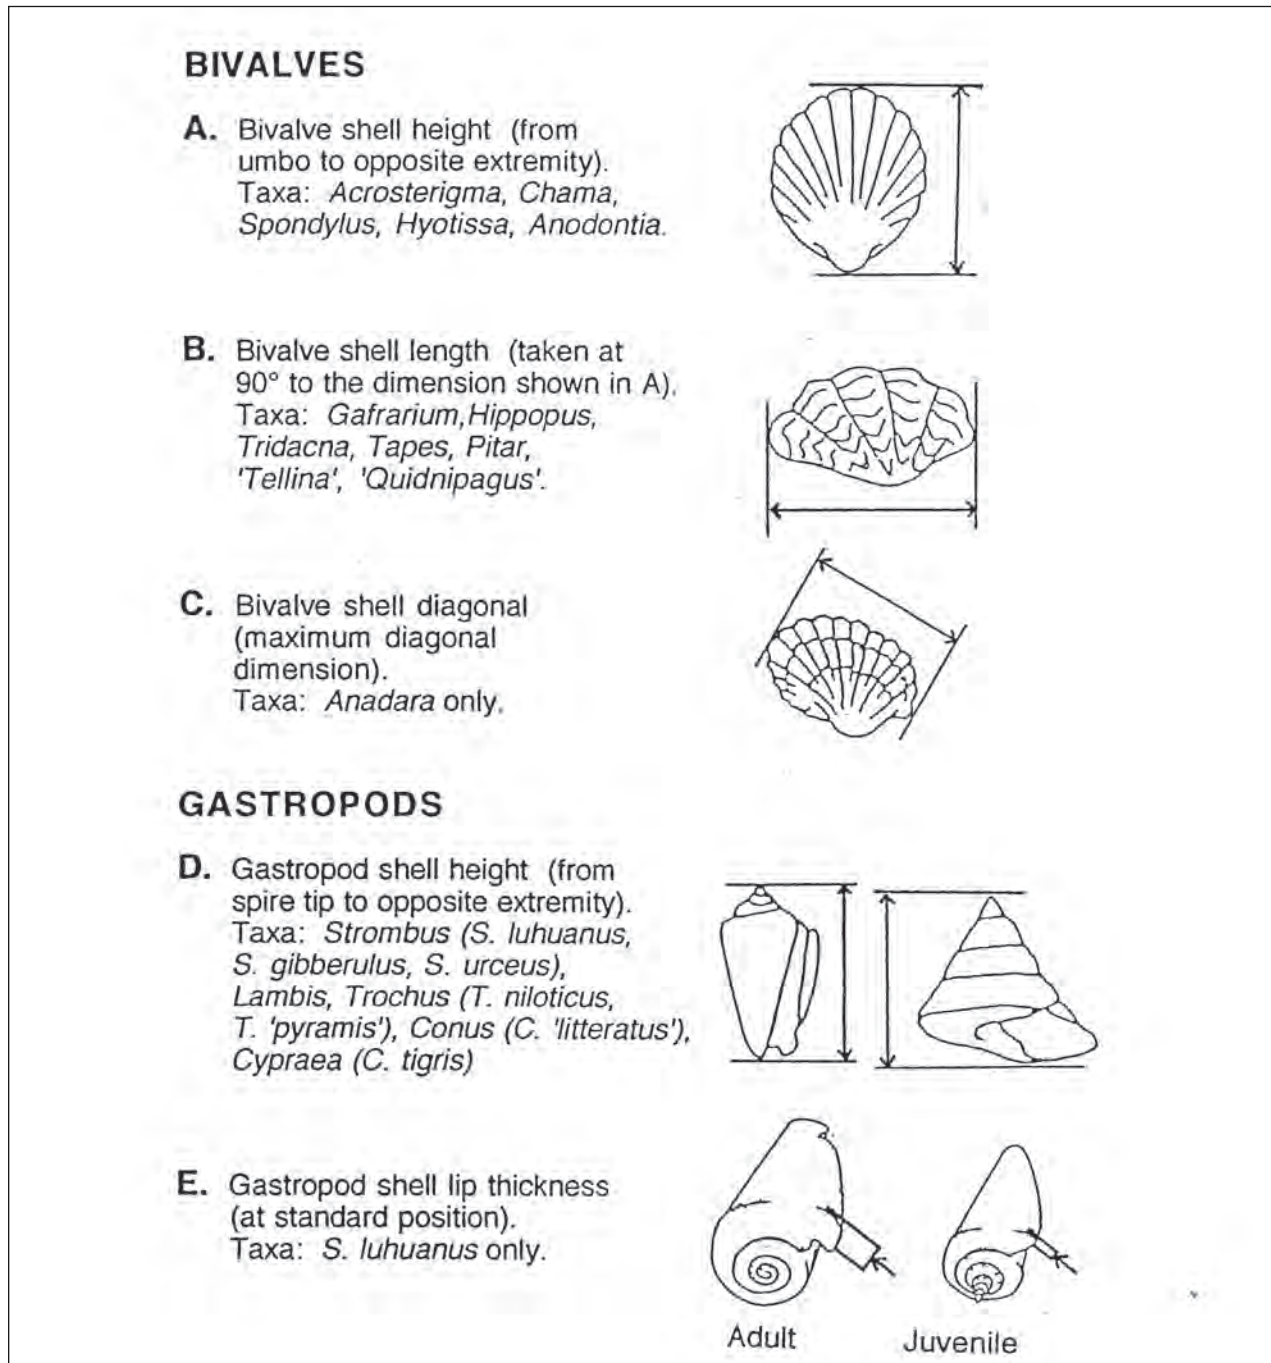 BIVALVES
A. Bivalve shell height (from
umbo to opposite extremity).
Taxa: Acrosterigma, Chama,
Spondylus, Hyotissa, Anodontia.
B. Bivalve shell length (taken at
90° to the dimension shown in A).
Taxa: Gafrarium, Hippopus,
Tridacna, Tapes, Pitar,
'Tellina', 'Quidnipagus'.
C. Bivalve shell diagonal
(maximum diagonal
dimension).
Taxa: Anadara only.
GASTROPODS
D. Gastropod shell height (from
spire tip to opposite extremity).
Taxa: Strombus (S. luhuanus,
S. gibberulus, S. urceus),
Lambis, Trochus (T. niloticus,
T. 'pyramis'), Conus (C. 'litteratus'),
Cypraea (C. tigris)
E. Gastropod shell lip thickness
(at standard position).
Taxa: S. luhuanus only.
Adult Juvenile